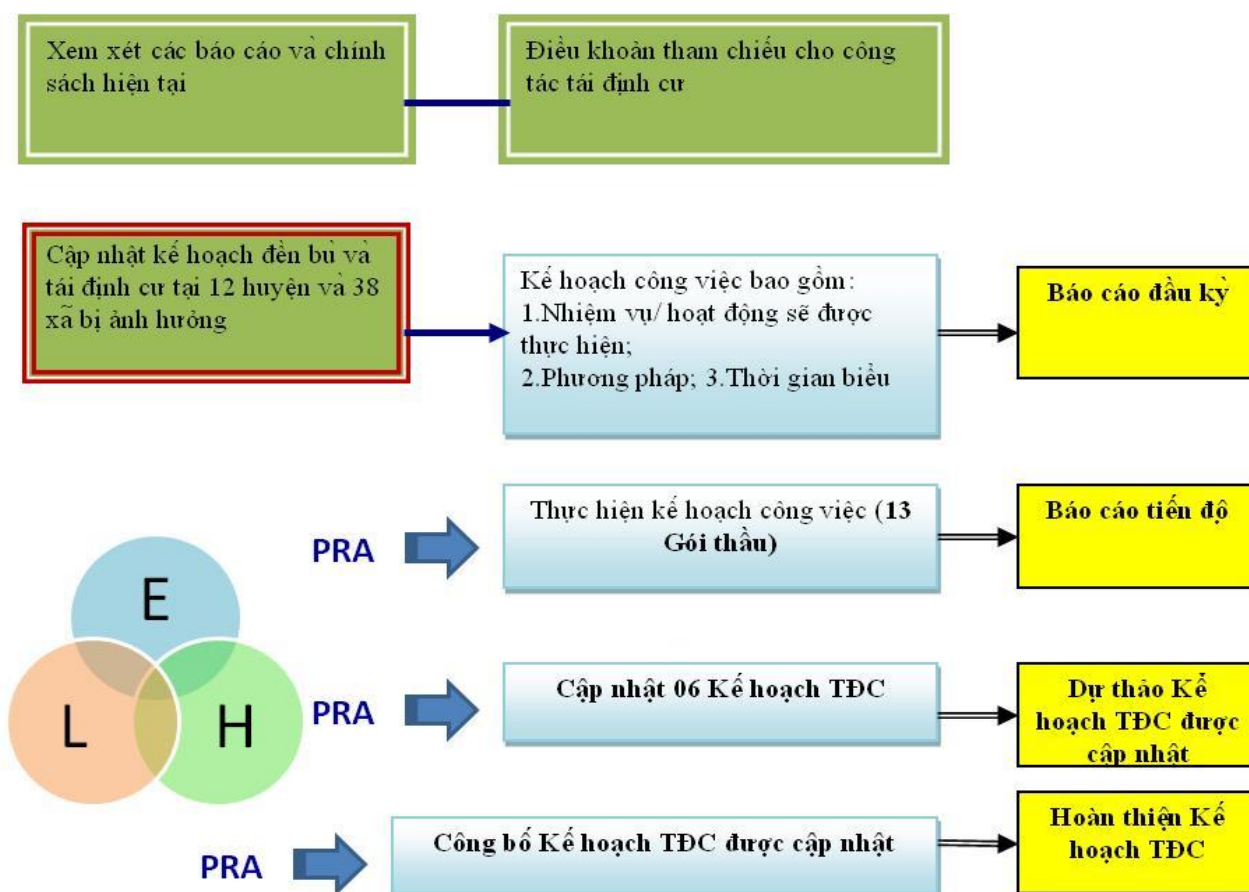 Xem xét các báo cáo và chính
sách hiện tại
Điều khoản tham chiếu cho công
tác tái định cư
Cập nhật kế hoạch đền bù và
tái định cư tại 12 huyện và 38
xã bị ảnh hưởng
Kế hoạch công việc bao gồm:
1.Nhiệm vụ/ hoạt động sẽ được
thực hiện;
2.Phương pháp; 3.Thời gian biểu
Báo cáo đầu kỳ
PRA
Thực hiện kế hoạch công việc (13
Gói thầu)
Báo cáo tiến độ
E
L
H
PRA
Cập nhật 06 Kế hoạch TĐC
Dự thảo Kế
hoạch TĐC được
cập nhật
PRA
Công bố Kế hoạch TĐC được cập nhật
Hoàn thiện Kế
hoạch TĐC